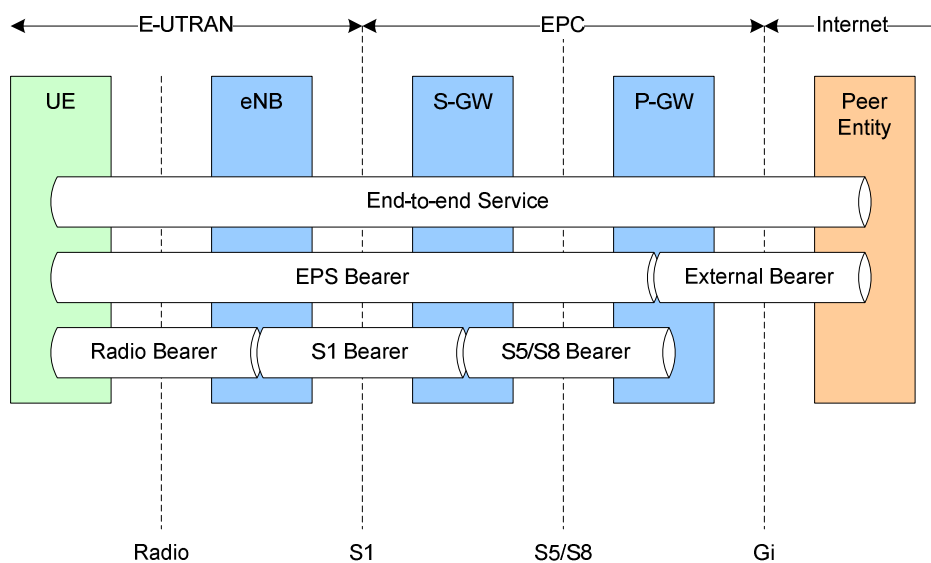 E-UTRAN EPC Internet
UE eNB S-GW P-GW Peer
Entity
End-to-end Service
EPS Bearer External Bearer
Radio Bearer S1 Bearer S5/S8 Bearer
Radio S1 S5/S8 Gi